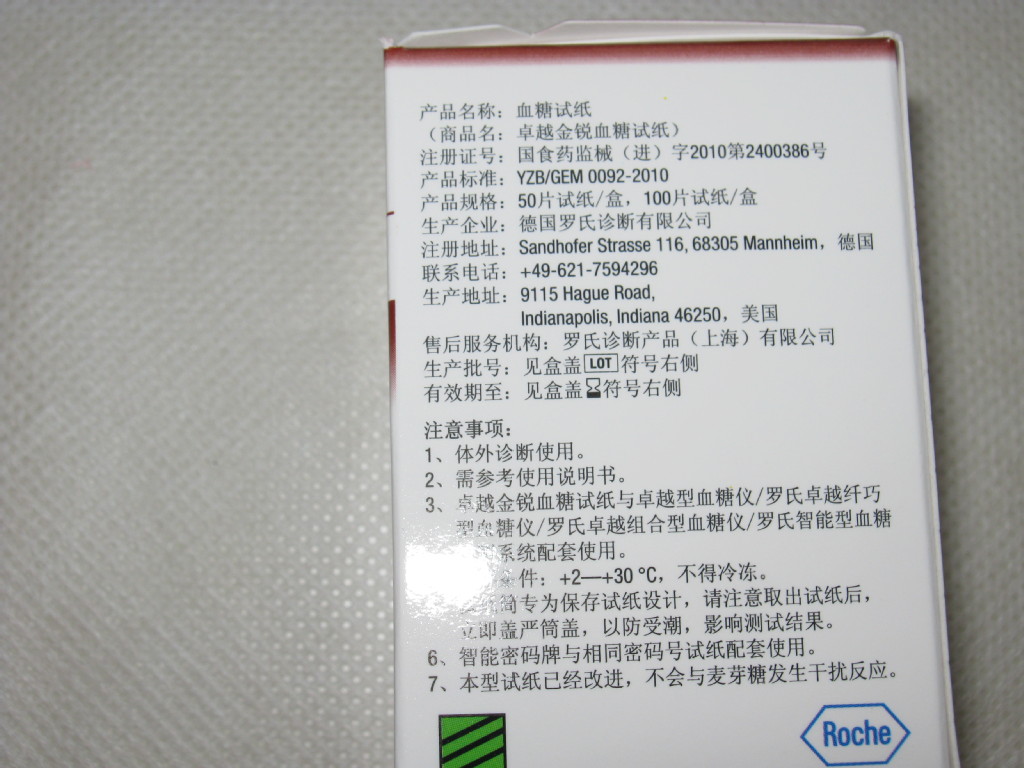 产品名称：血糖试纸
（商品名：卓越金锐血糖试纸）
注册证号：国食药监械（进）字2010第2400386号
产品标准：YZB/GEM 0092-2010
产品规格：50片试纸/盒，100片试纸/盒
生产企业：德国罗氏诊断有限公司
注册地址：Sandhofer Strasse 116, 68305 Mannheim，德国
联系电话：+49-621-7594296
生产地址：9115 Hague Road,
Indianapolis, Indiana 46250，美国
售后服务机构：罗氏诊断产品（上海）有限公司
生产批号：见盒盖LOT符号右侧
有效期至：见盒盖符号右侧
注意事项：
1、体外诊断使用。
2、需参考使用说明书。
3、卓越金锐血糖试纸与卓越型血糖仪/罗氏卓越纤巧
型血糖仪/罗氏卓越组合型血糖仪/罗氏智能型血糖
系统配套使用。
件：+2—+30 °C，不得冷冻。
筒专为保存试纸设计，请注意取出试纸后，
立即盖严筒盖，以防受潮，影响测试结果。
6、智能密码牌与相同密码号试纸配套使用。
7、本型试纸已经改进，不会与麦芽糖发生干扰反应。
Roche